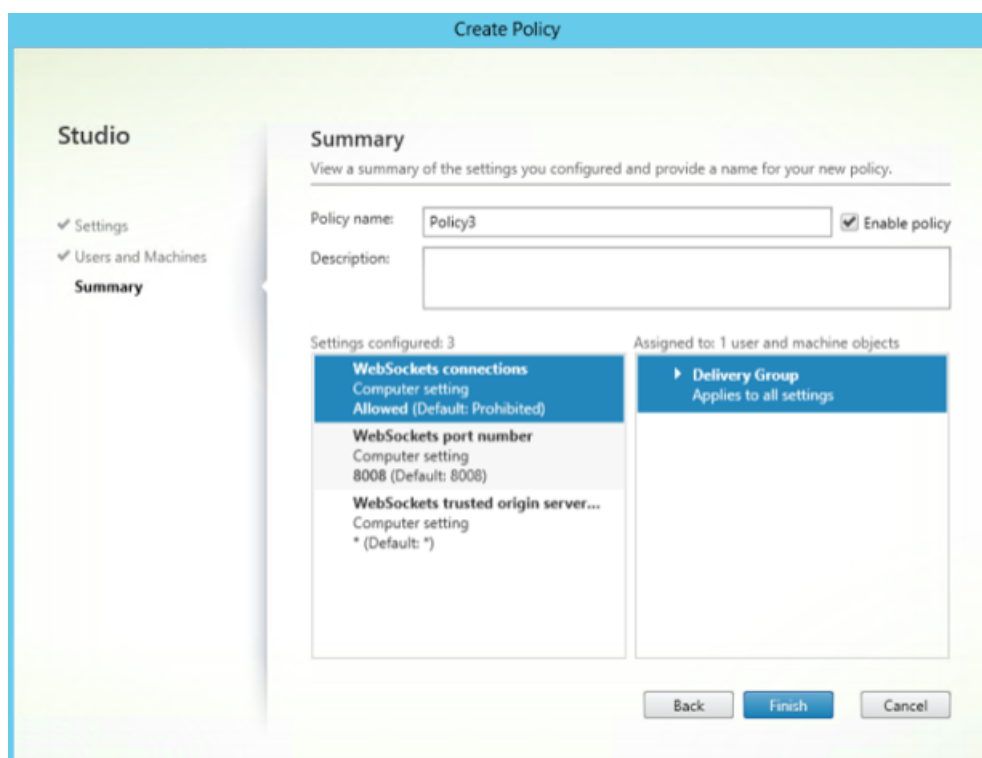 Create Policy
Studio
✔ Settings
✔ Users and Machines
Summary
Summary
View a summary of the settings you configured and provide a name for your new policy.
Policy name:
Policy3
Enable policy
Description:
Settings configured: 3
WebSockets connections
Computer setting
Allowed (Default: Prohibited)
WebSockets port number
Computer setting
8008 (Default: 8008)
WebSockets trusted origin server...
Computer setting
* (Default: *)
Assigned to: 1 user and machine objects
Delivery Group
Applies to all settings
Back
Finish
Cancel